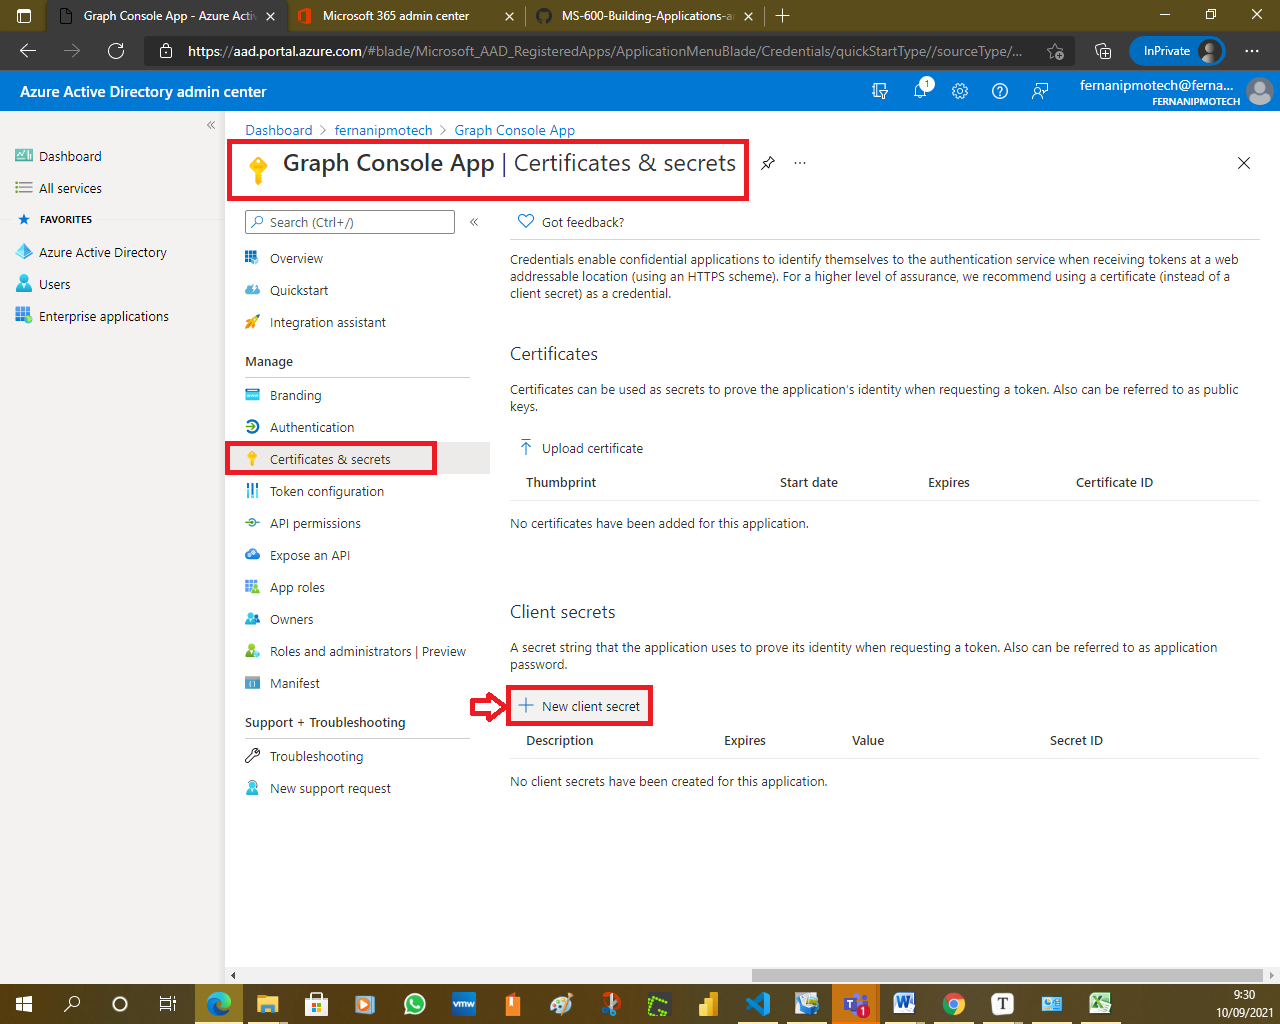 Graph Console App - Azure Activ
Microsoft 365 admin center
MS-600-Building-Applications-a
https://aad.portal.azure.com/#blade/Microsoft_AAD_RegisteredApps/ApplicationMenuBlade/Credentials/quickStartType//sourceType/...
InPrivate
Azure Active Directory admin center
1
fernanipmotech@ferna...
FERNANIPMOTECH
Dashboard
All services
FAVORITES
Azure Active Directory
Users
Enterprise applications
Dashboard > fernanipmotech > Graph Console App
Graph Console App | Certificates & secrets
Search (Ctrl+/)
Overview
Quickstart
Integration assistant
Manage
Branding
Authentication
Certificates & secrets
Token configuration
API permissions
Expose an API
App roles
Owners
Roles and administrators | Preview
Manifest
Support + Troubleshooting
Troubleshooting
New support request
Got feedback?
Credentials enable confidential applications to identify themselves to the authentication service when receiving tokens at a web
addressable location (using an HTTPS scheme). For a higher level of assurance, we recommend using a certificate (instead of a
client secret) as a credential.
Certificates
Certificates can be used as secrets to prove the application's identity when requesting a token. Also can be referred to as public
keys.
Upload certificate
Thumbprint Start date Expires Certificate ID
No certificates have been added for this application.
Client secrets
A secret string that the application uses to prove its identity when requesting a token. Also can be referred to as application
password.
New client secret
Description Expires Value Secret ID
No client secrets have been created for this application.
vmw
T
1
9:30
10/09/2021